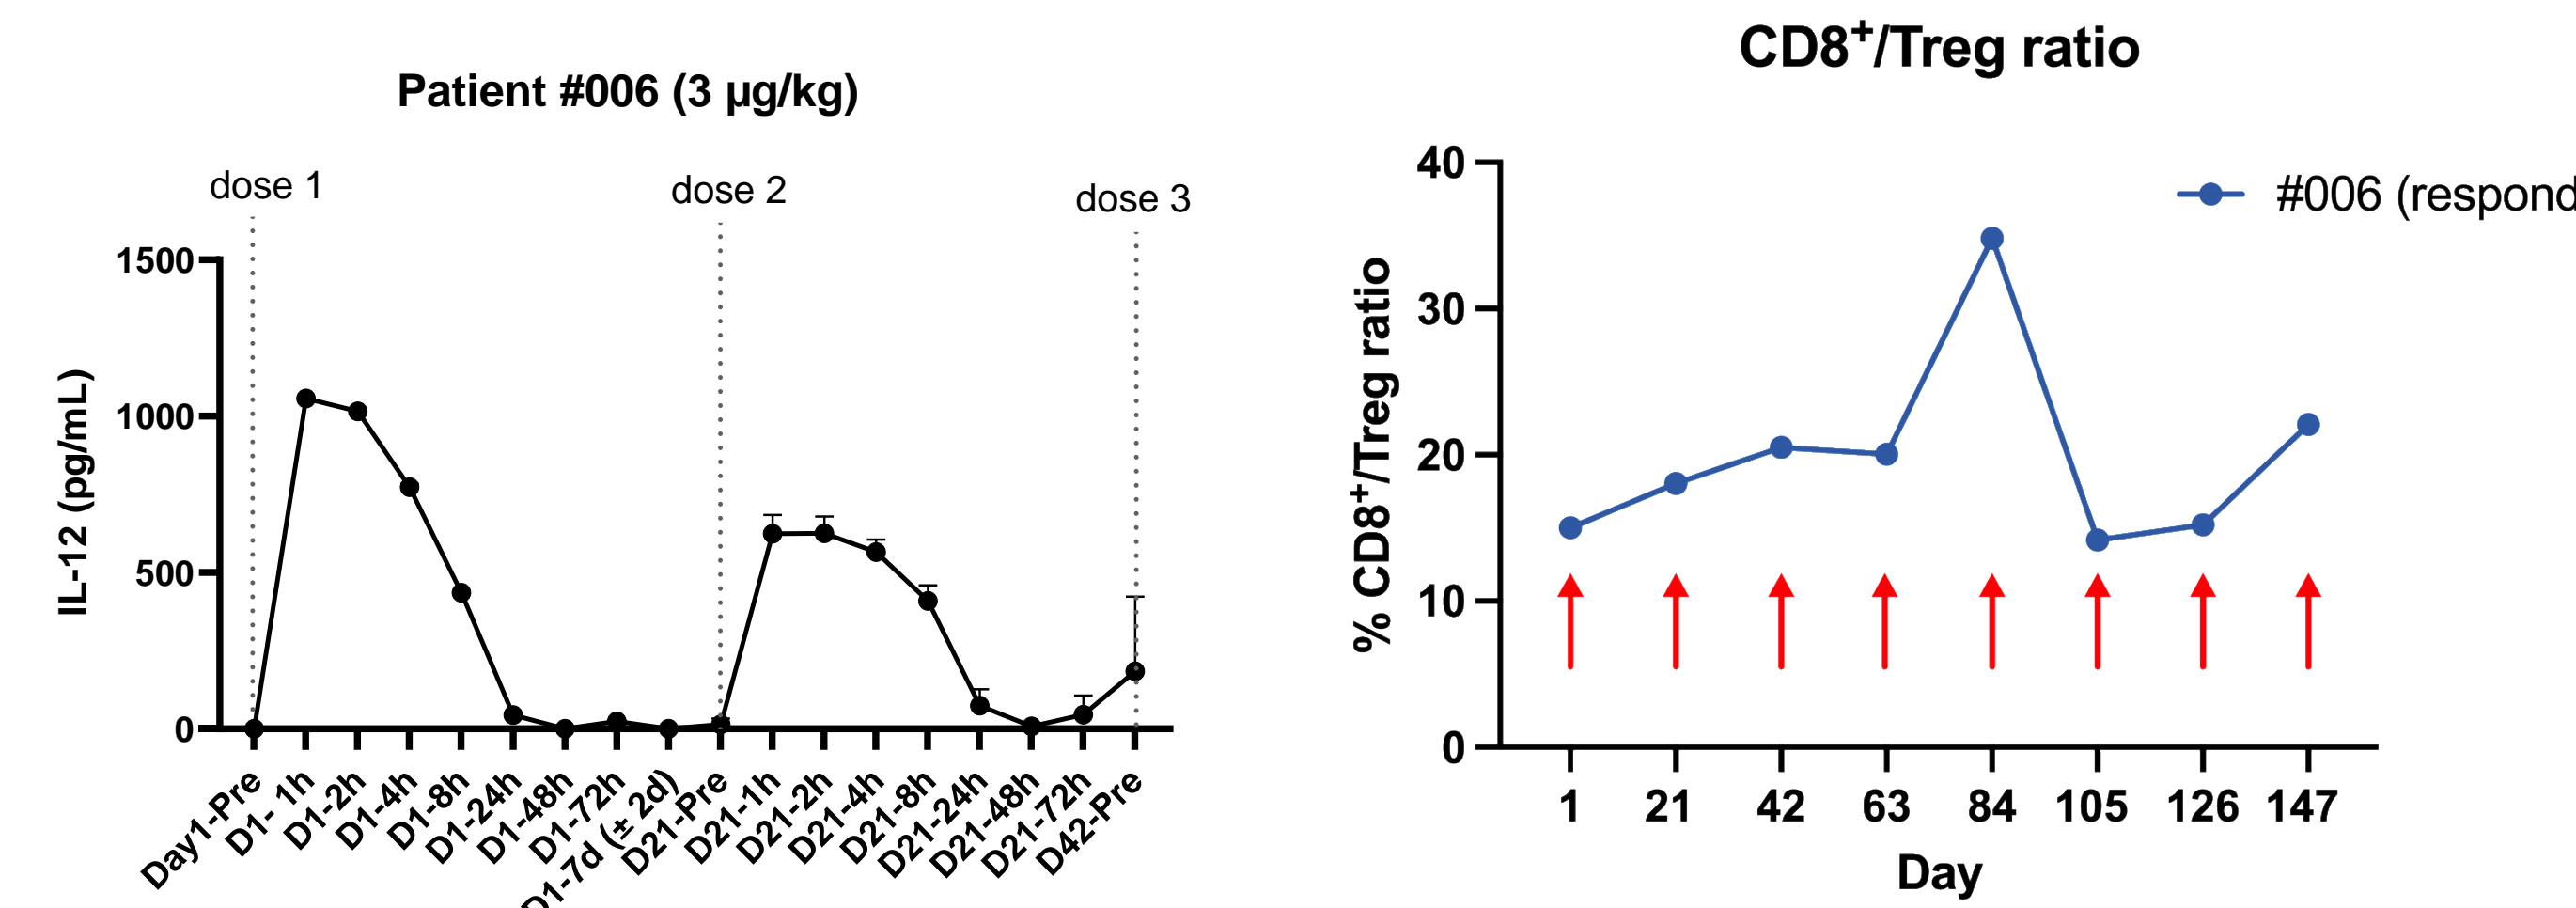 Patient #006 (3 µg/kg)
dose 1
dose 2
dose 3
1500
1000
500
0
IL-12 (pg/mL)
Day1-Pre
D1- 1h
D1-2h
D1-4h
D1-8h
D1-24h
D1-48h
D1-72h
D1-7d (± 2d)
D21-Pre
D21-1h
D21-2h
D21-4h
D21-8h
D21-24h
D21-48h
D21-72h
D42-Pre
CD8⁺/Treg ratio
#006 (respond
40
30
20
10
0
% CD8⁺/Treg ratio
1 21 42 63 84 105 126 147
Day